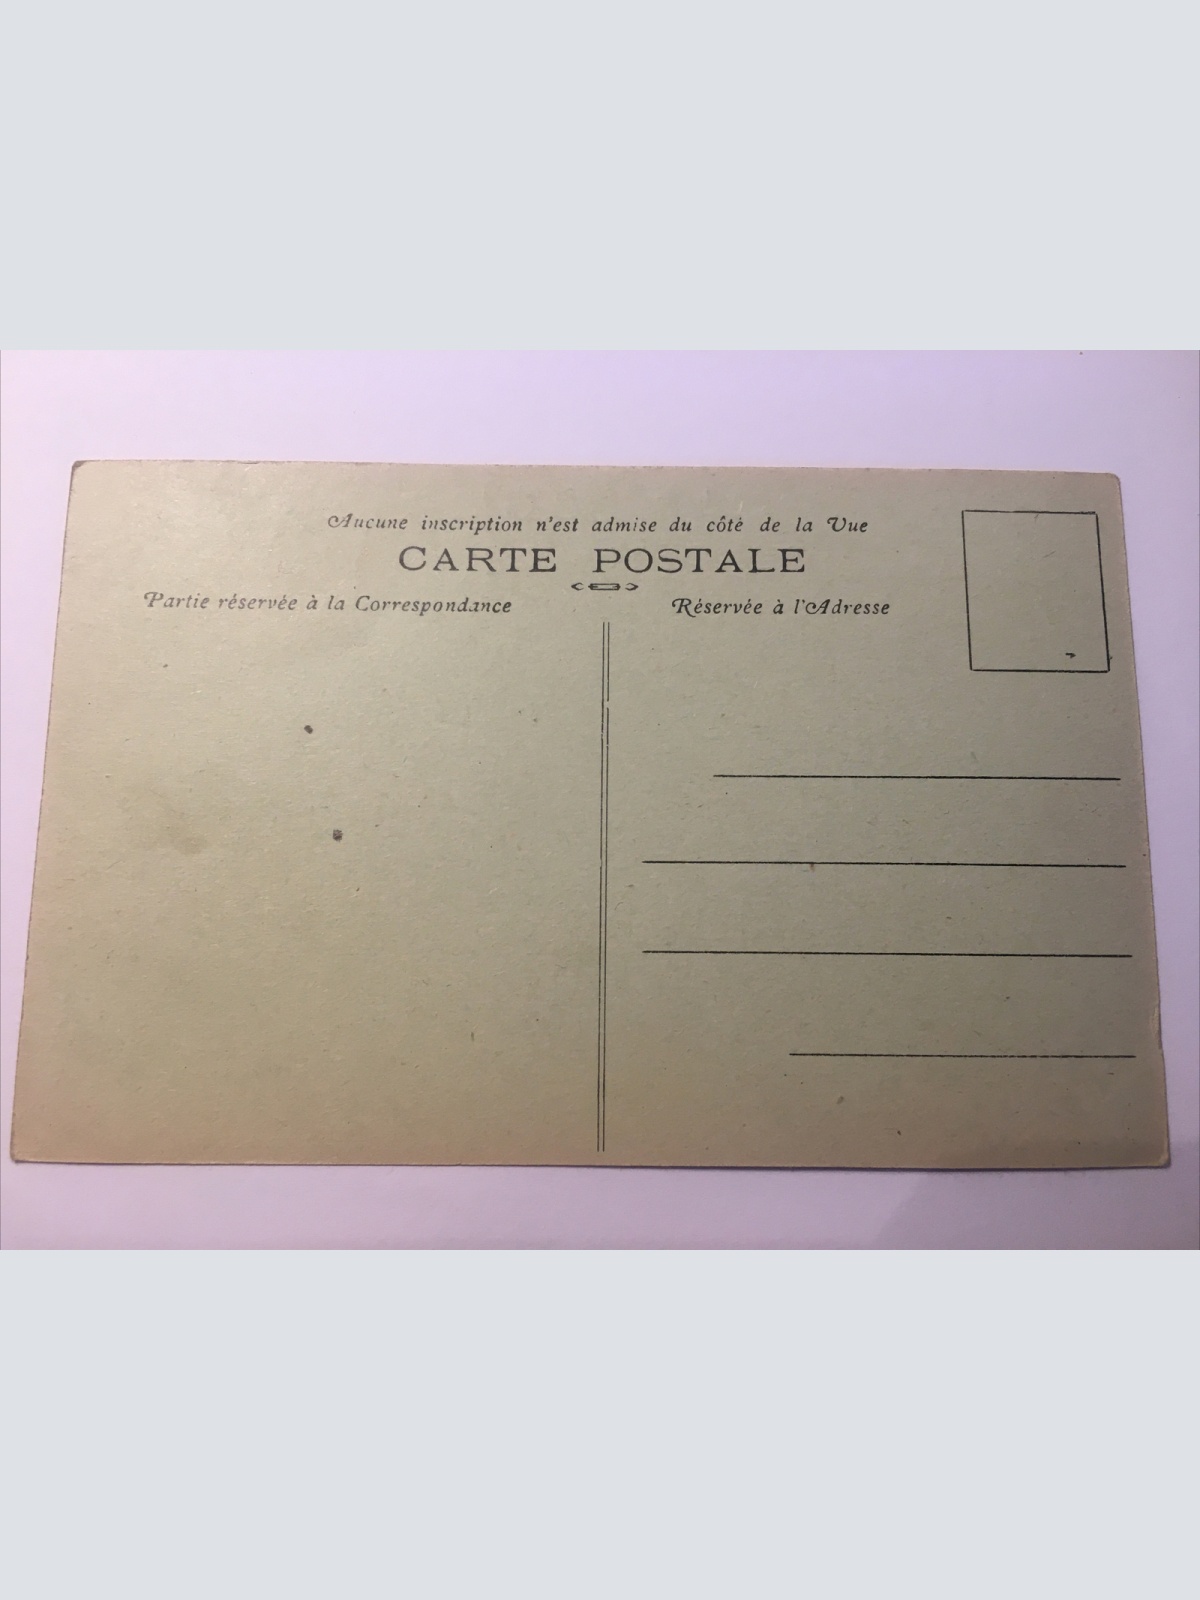 Aucune inscription n'est admise du côté de la Vue
CARTE POSTALE
Partie réservée à la Correspondance
Réservée à l'Adresse